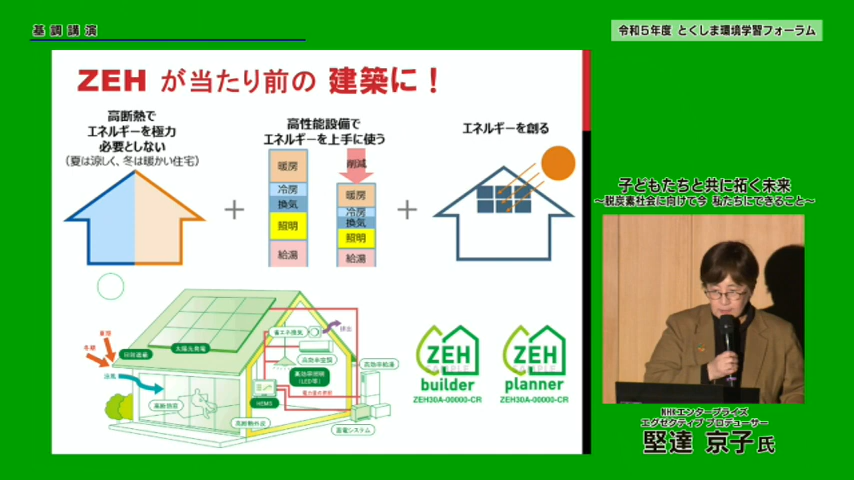 基調講演
令和5年度 とくしま環境学習フォーラム
ZEH が当たり前の 建築に！
高断熱で
エネルギーを極力
必要としない
（夏は涼しく、冬は暖かい住宅）
高性能設備で
エネルギーを上手に使う
エネルギーを創る
暖房
冷房
換気
照明
給湯
削減
暖房
冷房
換気
照明
給湯
+
+
夏期
冬期
日射遮蔽
太陽光発電
涼風
高断熱窓
省エネ換気
排出
高効率空調
高効率照明
(LED等)
HEMS
高効率給湯
高断熱外皮
蓄電システム
ZEH
builder
ZEH30A-00000-CR
ZEH
planner
ZEH30A-00000-CR
子どもたちと共に拓く未来
～脱炭素社会に向けて今 私たちにできること～
NHKエンタープライズ
エグゼクティブ プロデューサー
堅達 京子 氏